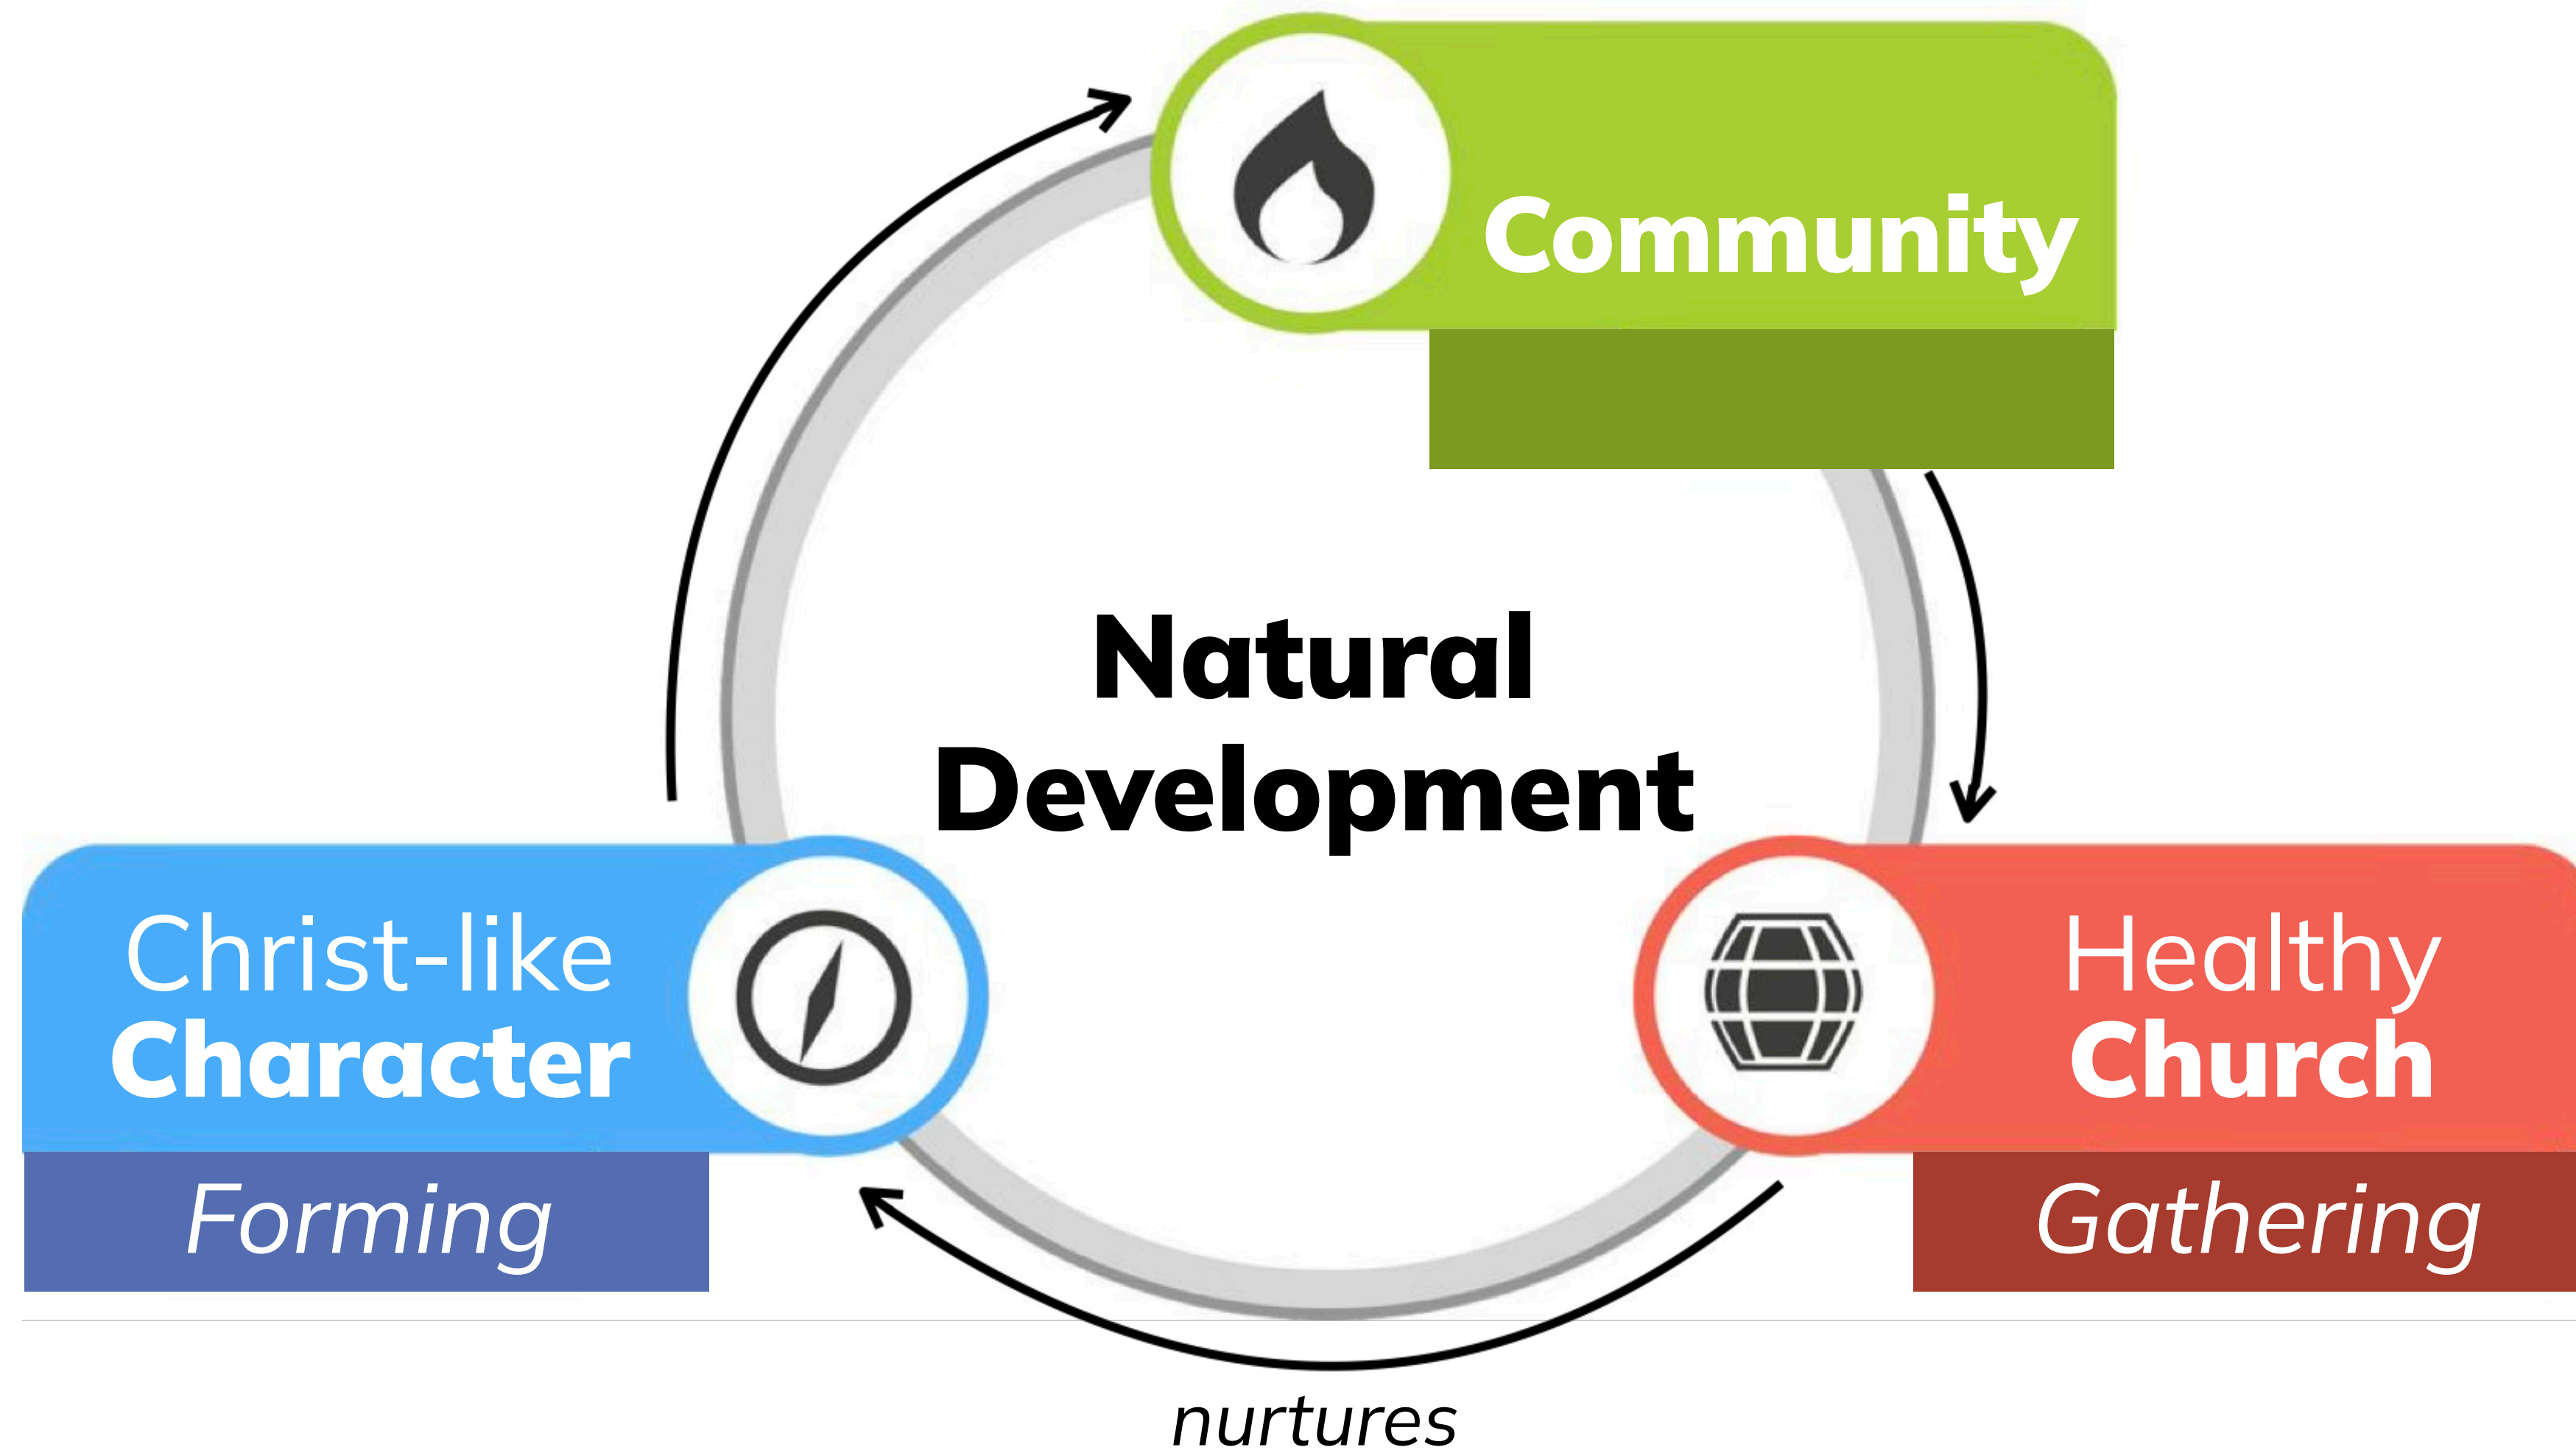 Community
Natural
Development
Christ-like
Character
Forming
Healthy
Church
Gathering
nurtures